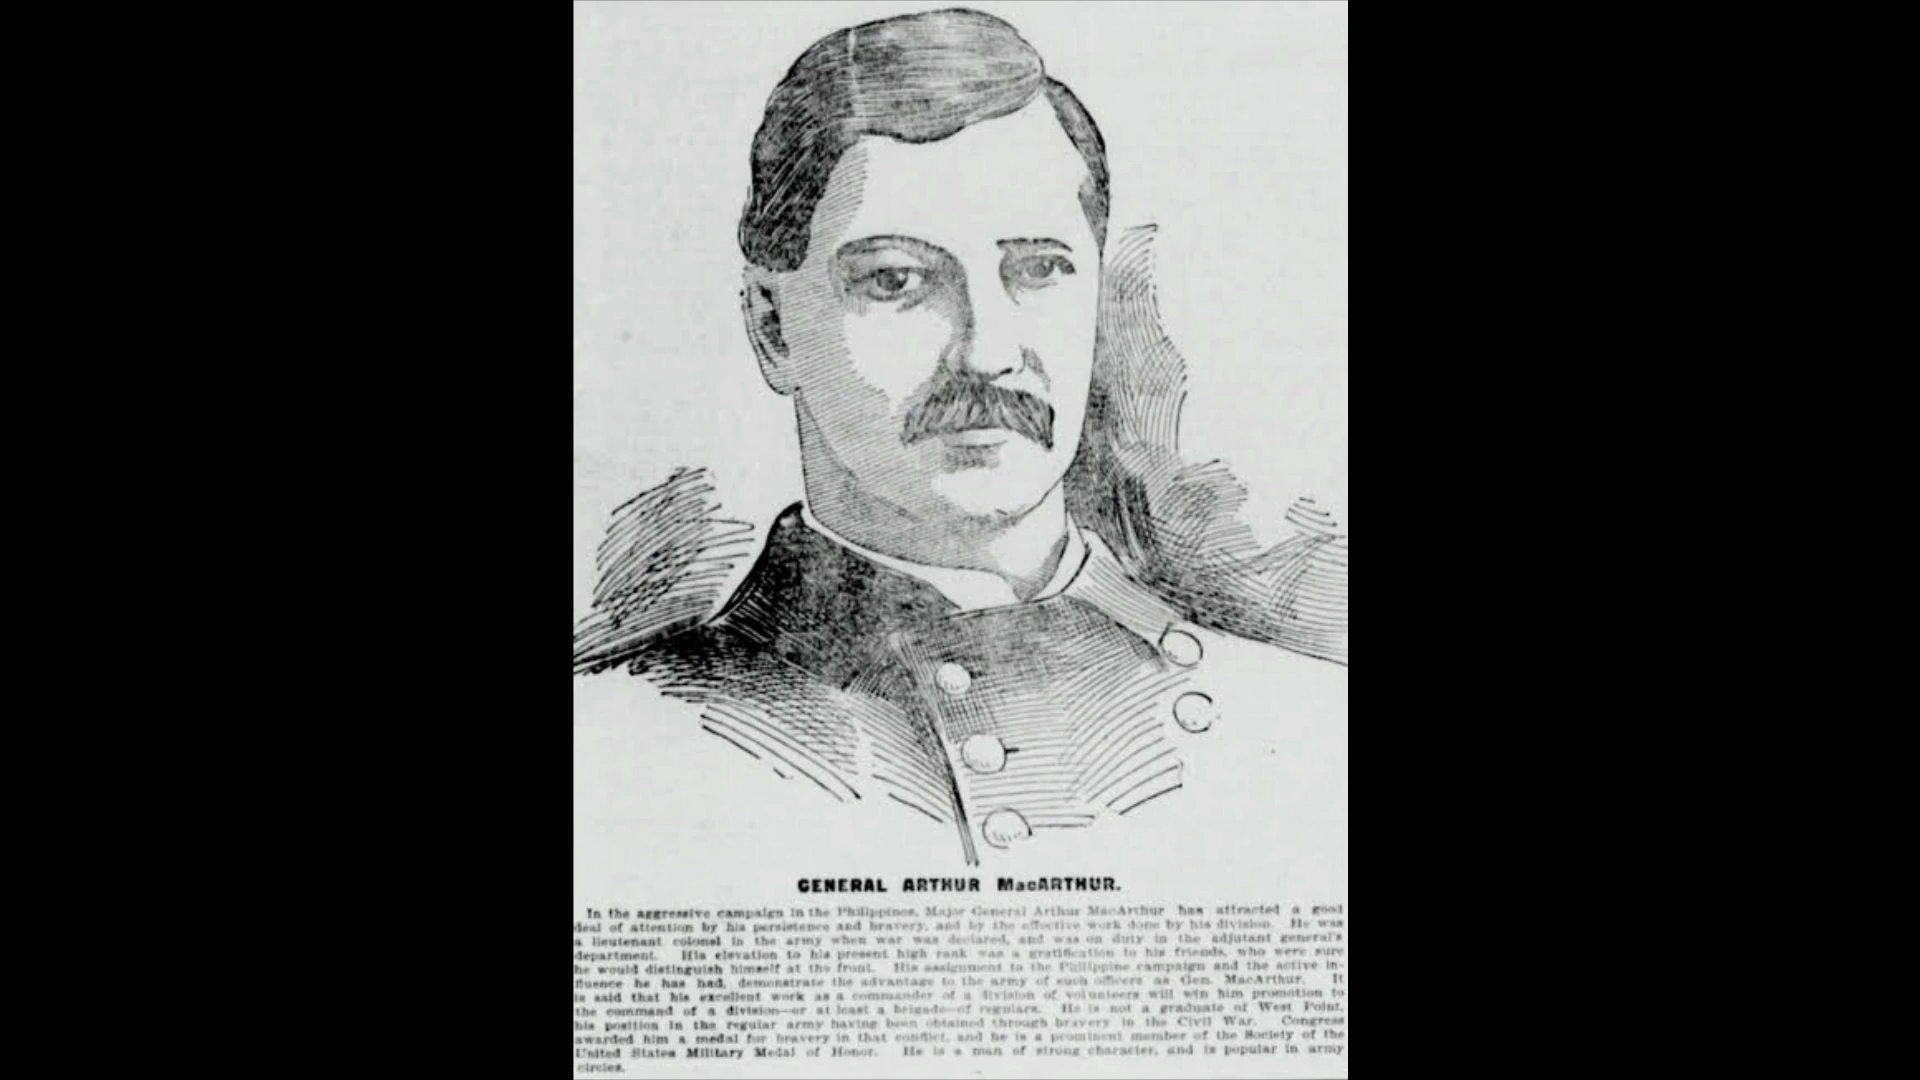 GENERAL ARTHUR MacARTHUR.
In the aggressive campaign in the Philippines, Major General Arthur MacArthur has attracted a good
deal of attention by his persistence and bravery, and by the effective work done by his division. He was
a lieutenant colonel in the army when war was declared, and was on duty in the adjutant general's
department. His elevation to his present high rank was a gratification to his friends, who were sure
he would distinguish himself at the front. His assignment to the Philippine campaign and the active in-
fluence he has had, demonstrate the advantage to the army of such officers as Gen. MacArthur. It
is said that his excellent work as a commander of a division of volunteers will win him promotion to
the command of a division—or at least a brigade—of regulars. He is not a graduate of West Point,
his position in the regular army having been obtained through bravery in the Civil War. Congress
awarded him a medal for bravery in that conflict, and he is a prominent member of the Society of the
United States Military Medal of Honor. He is a man of strong character, and is popular in army
circles.